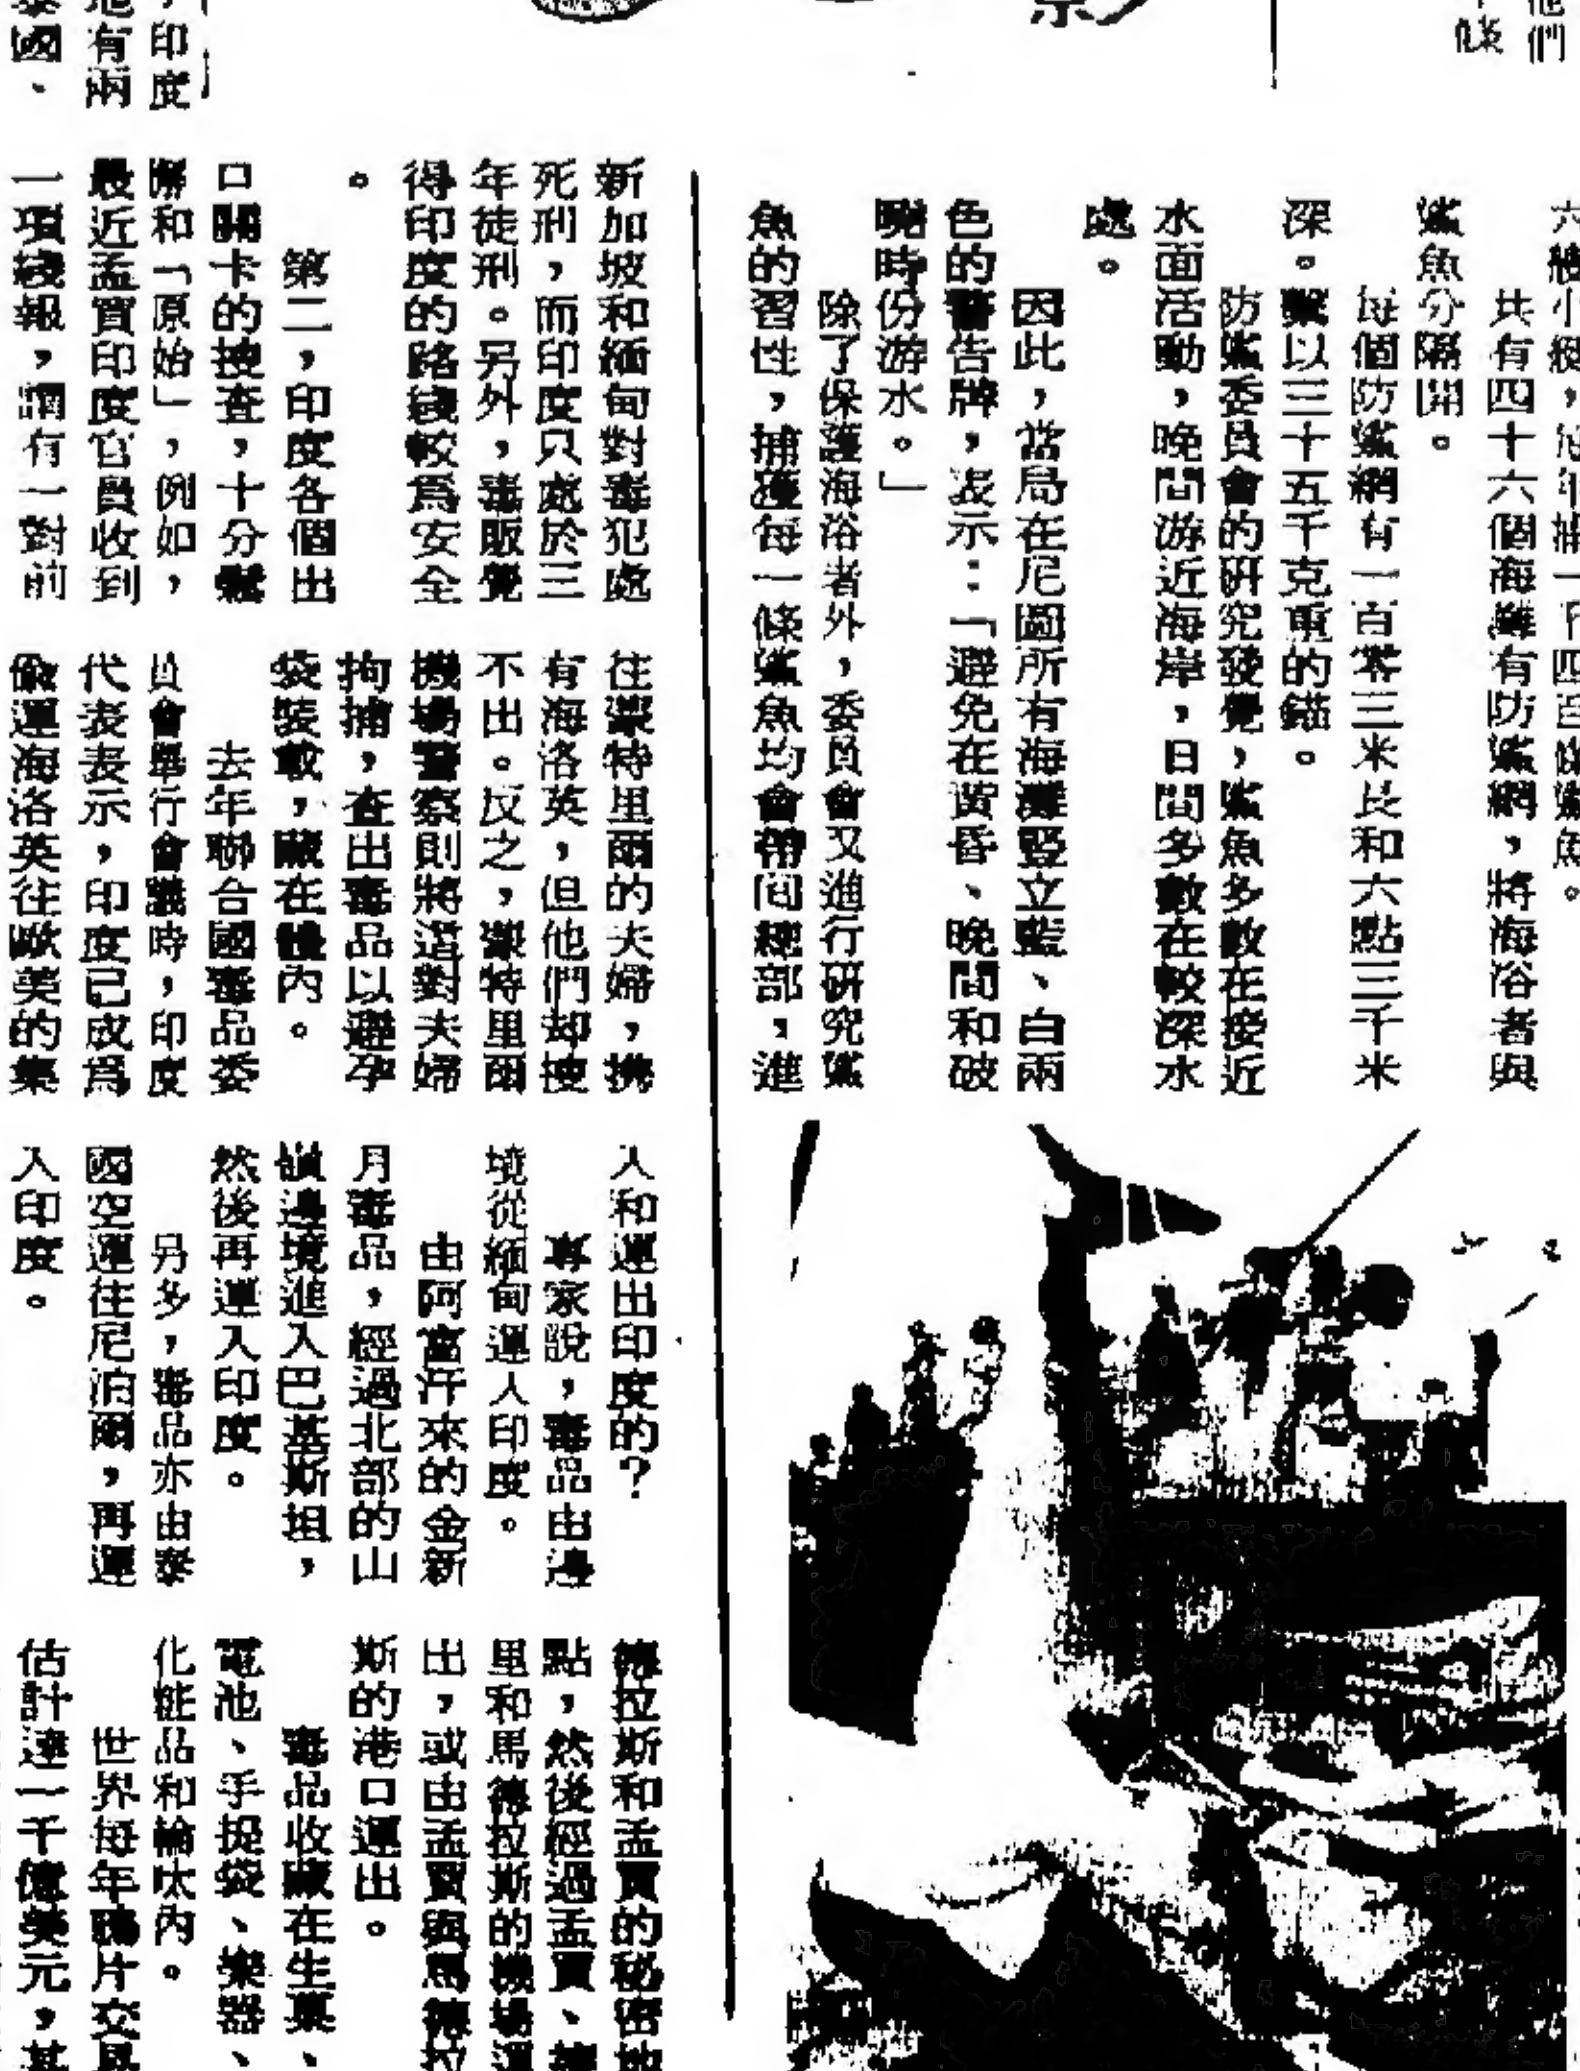 他們
條
六艘小艇，
鯊魚。
共有四十六個海灘有防鯊網，將海浴者與
鯊魚分隔開。
每個防鯊網有一百零三米長和六點三千米
深。繫以三十五千克重的錨。
防鯊委員會的研究發覺，鯊魚多數在接近
水面活動，晚間游近海岸，日間多數在較深水
處。
因此，當局在尼圖所有海灘豎立藍、白兩
色的警告牌，表示：「避免在黃昏、晚間和破
曉時份游水。」
除了保護海浴者外，委員會又進行研究鯊
魚的習性，捕獲每一條鯊魚均會帶回總部，進
，印度
地有兩
泰國、
新加坡和緬甸對毒犯處
死刑，而印度只處於三
年徒刑。另外，毒販覺
得印度的路綫較爲安全
。
第二，印度各個出
口關卡的搜查，十分鬆
懈和「原始」，例如，
最近孟買印度官員收到
一項綫報，謂有一對前
往蒙特里爾的夫婦，携
有海洛英，但他們却搜
不出。反之，蒙特里爾
機場警察則將這對夫婦
拘捕，查出毒品以避孕
袋裝載，藏在體內。
去年聯合國毒品委
員會舉行會議時，印度
代表表示，印度已成爲
偸運海洛英往歐美的集
入和運出印度的？
專家說，毒品由邊
境從緬甸運入印度。
由阿富汗來的金新
月毒品，經過北部的山
嶺邊境進入巴基斯坦，
然後再運入印度。
另多，毒品亦由泰
國空運往尼泊爾，再運
入印度。
德拉斯和孟買的秘密地
點，然後經過孟買、德
里和馬德拉斯的機場運
出，或由孟買與馬德拉
斯的港口運出。
毒品收藏在生菓、
電池、手提袋、樂器、
化粧品和輪呔內。
世界每年鴉片交易
估計達一千億美元，其